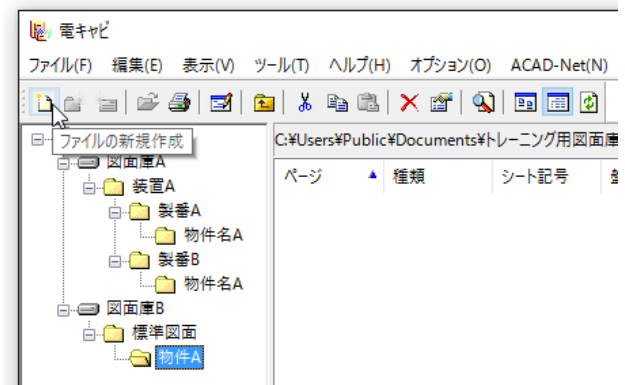 電キャビ
ファイル(F) 編集(E) 表示(V) ツール(T) ヘルプ(H) オプション(O) ACAD-Net(N)
ファイルの新規作成
C:¥Users¥Public¥Documents¥トレーニング用図面庫
図面庫A
ページ 種類 シート記号
装置A
製番A
物件名A
製番B
物件名A
図面庫B
標準図面
物件A